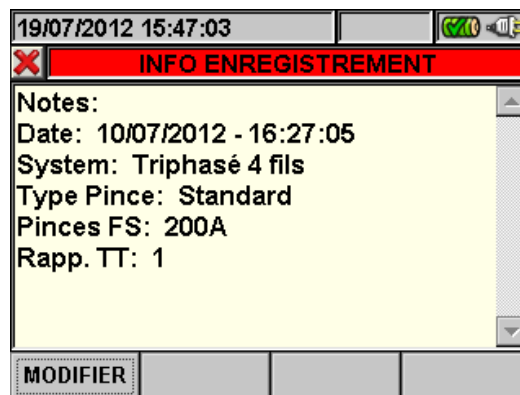 19/07/2012 15:47:03
INFO ENREGISTREMENT
Notes:
Date: 10/07/2012 - 16:27:05
System: Triphasé 4 fils
Type Pince: Standard
Pinces FS: 200A
Rapp. TT: 1
MODIFIER